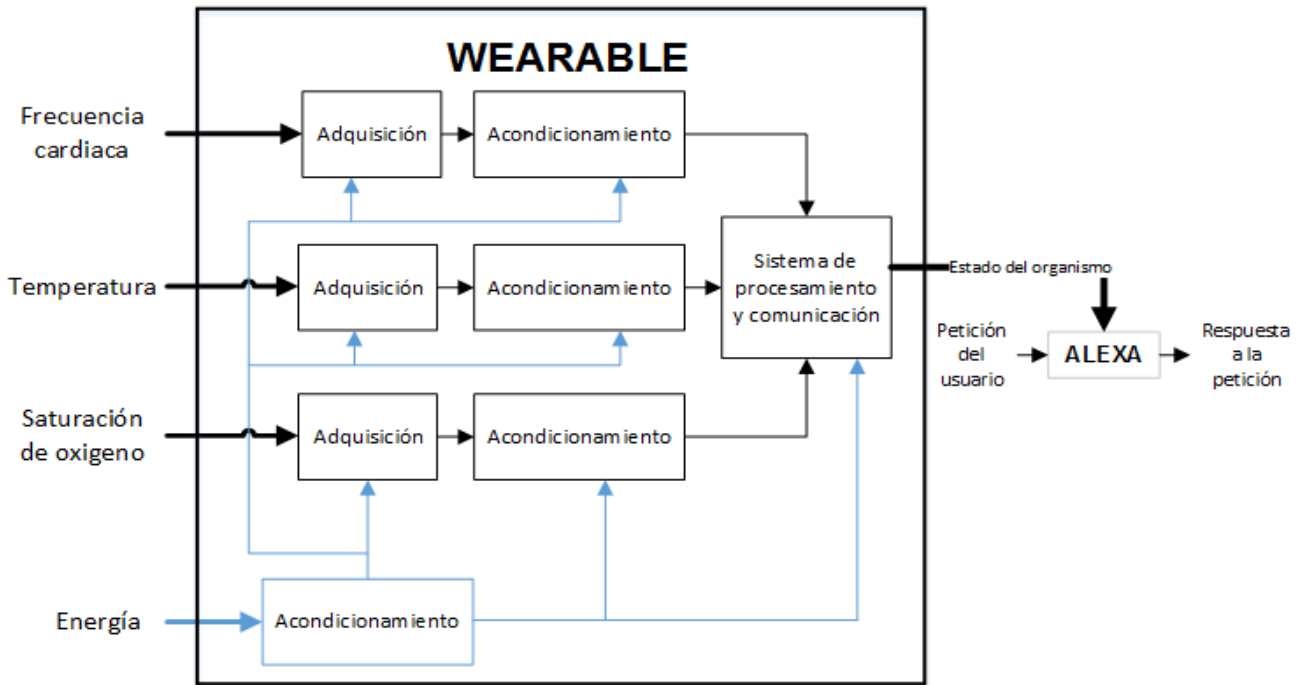 WEARABLE
Frecuencia
cardiaca
Adquisición
Acondicionamiento
Temperatura
Adquisición
Acondicionamiento
Sistema de
procesamiento
y comunicación
Estado del organismo
Petición
del
usuario
ALEXA
Respuesta
a la
petición
Saturación
de oxigeno
Adquisición
Acondicionamiento
Energía
Acondicionamiento